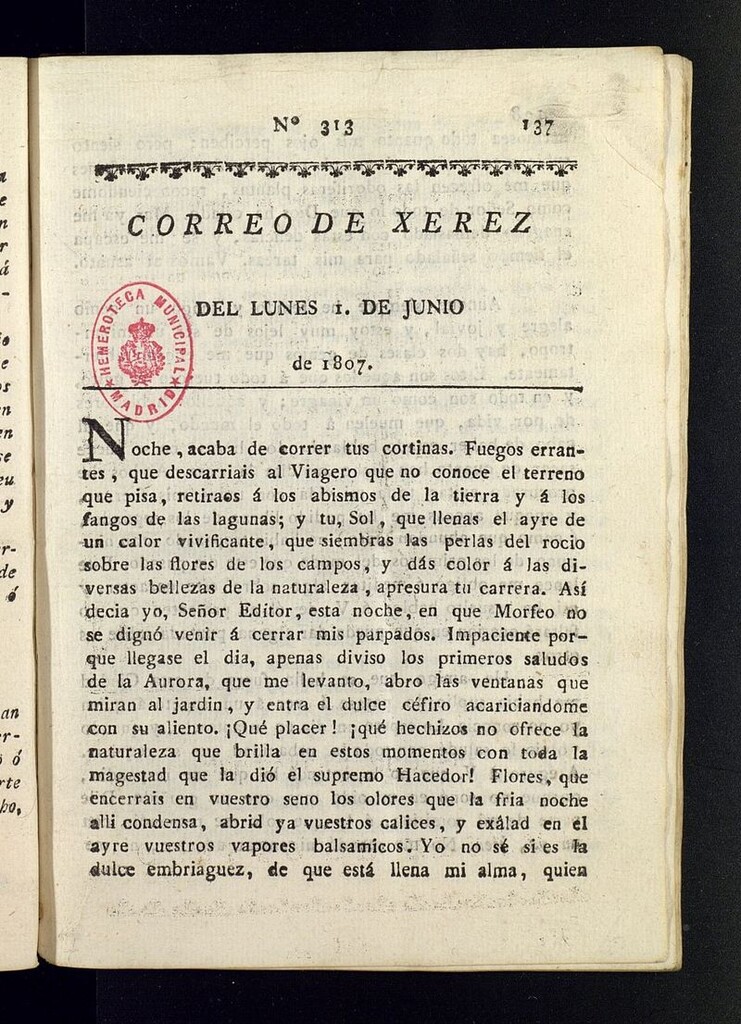 Nº 313 137
CORREO DE XEREZ
DEL LUNES 1. DE JUNIO
de 1807.
HEMEROTECA MUNICIPAL
MADRID
Noche, acaba de correr tus cortinas. Fuegos erran-
tes, que descarriais al Viagero que no conoce el terreno
que pisa, retiraos á los abismos de la tierra y á los
fangos de las lagunas; y tu, Sol, que llenas el ayre de
un calor vivificante, que siembras las perlas del rocio
sobre las flores de los campos, y dás color á las di-
versas bellezas de la naturaleza, apresura tu carrera. Así
decia yo, Señor Editor, esta noche, en que Morfeo no
se dignó venir á cerrar mis parpados. Impaciente por-
que llegase el dia, apenas diviso los primeros saludos
de la Aurora, que me levanto, abro las ventanas que
miran al jardin, y entra el dulce céfiro acariciandome
con su aliento. ¡Qué placer! ¡qué hechizos no ofrece la
naturaleza que brilla en estos momentos con toda la
magestad que la dió el supremo Hacedor! Flores, que
encerrais en vuestro seno los olores que la fria noche
alli condensa, abrid ya vuestros calices, y exâlad en el
ayre vuestros vapores balsamicos. Yo no sé si es la
dulce embriaguez, de que está llena mi alma, quien